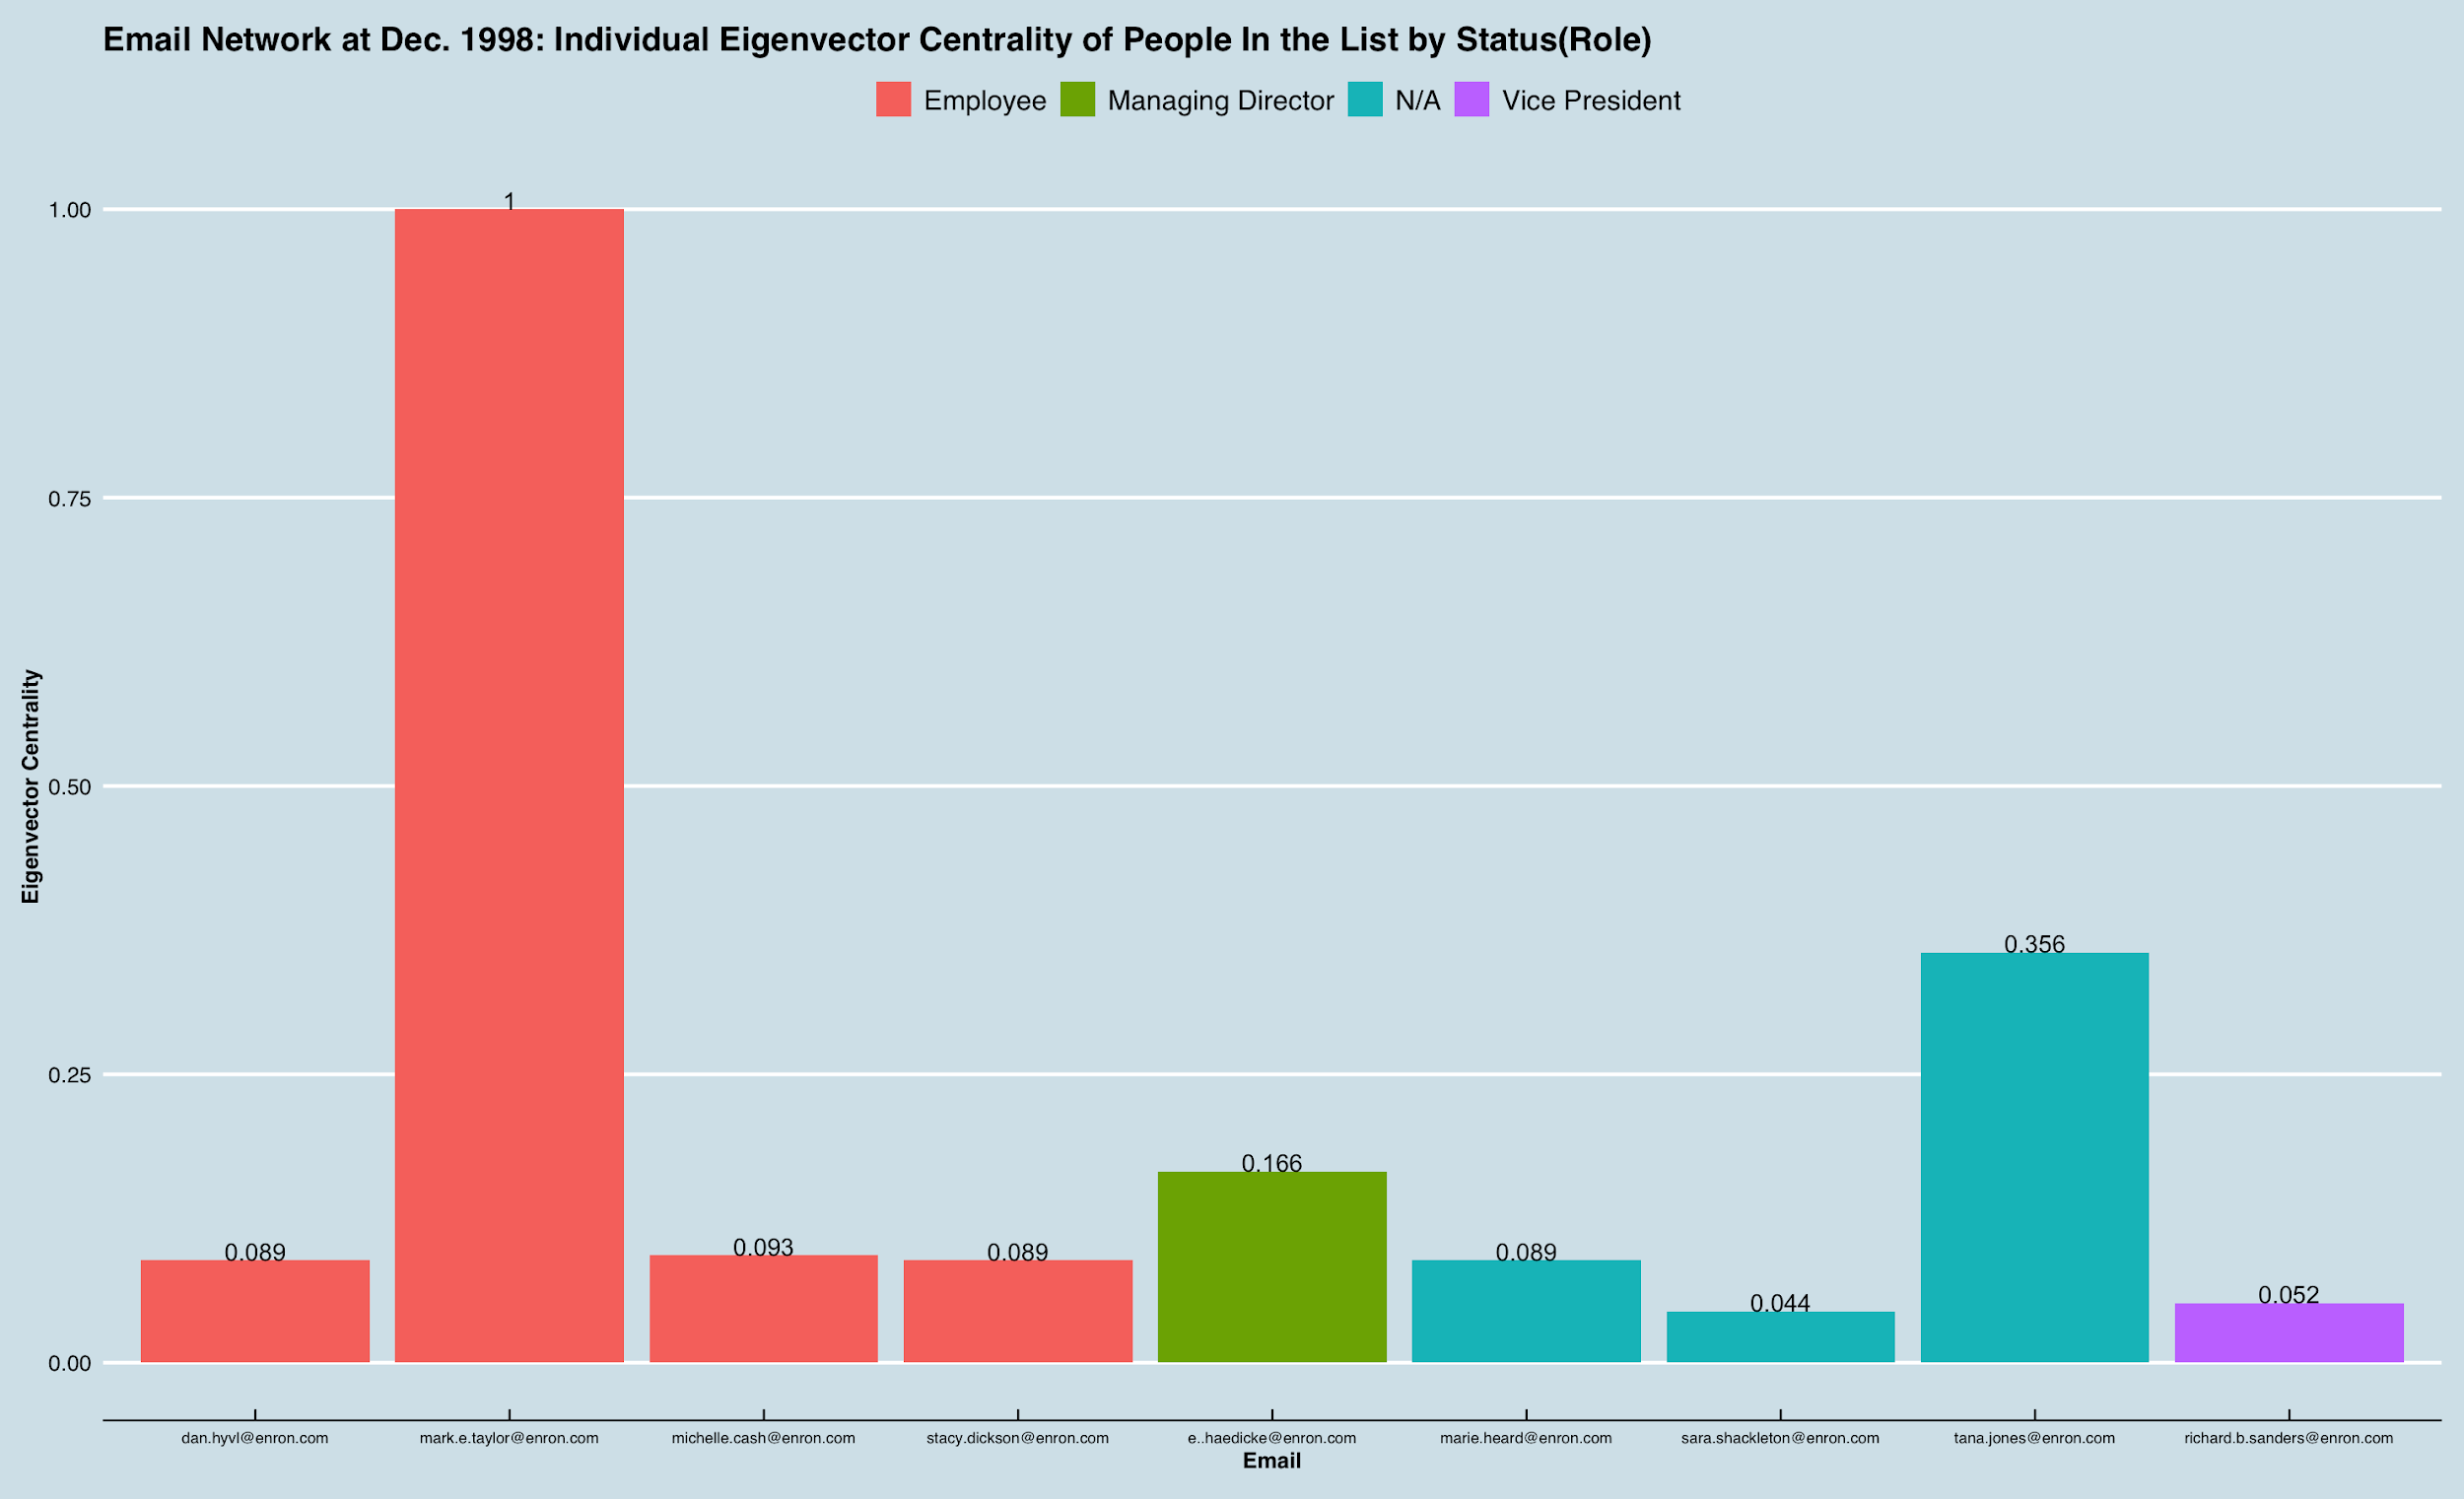 Email Network at Dec. 1998: Individual Eigenvector Centrality of People In the List by Status(Role)
Employee Managing Director N/A Vice President
1.00
0.75
0.50
0.25
0.00
Eigenvector Centrality
0.089
1
0.093
0.089
0.166
0.089
0.044
0.356
0.052
dan.hyvl@enron.com mark.e.taylor@enron.com michelle.cash@enron.com stacy.dickson@enron.com e..haedicke@enron.com marie.heard@enron.com sara.shackleton@enron.com tana.jones@enron.com richard.b.sanders@enron.com
Email